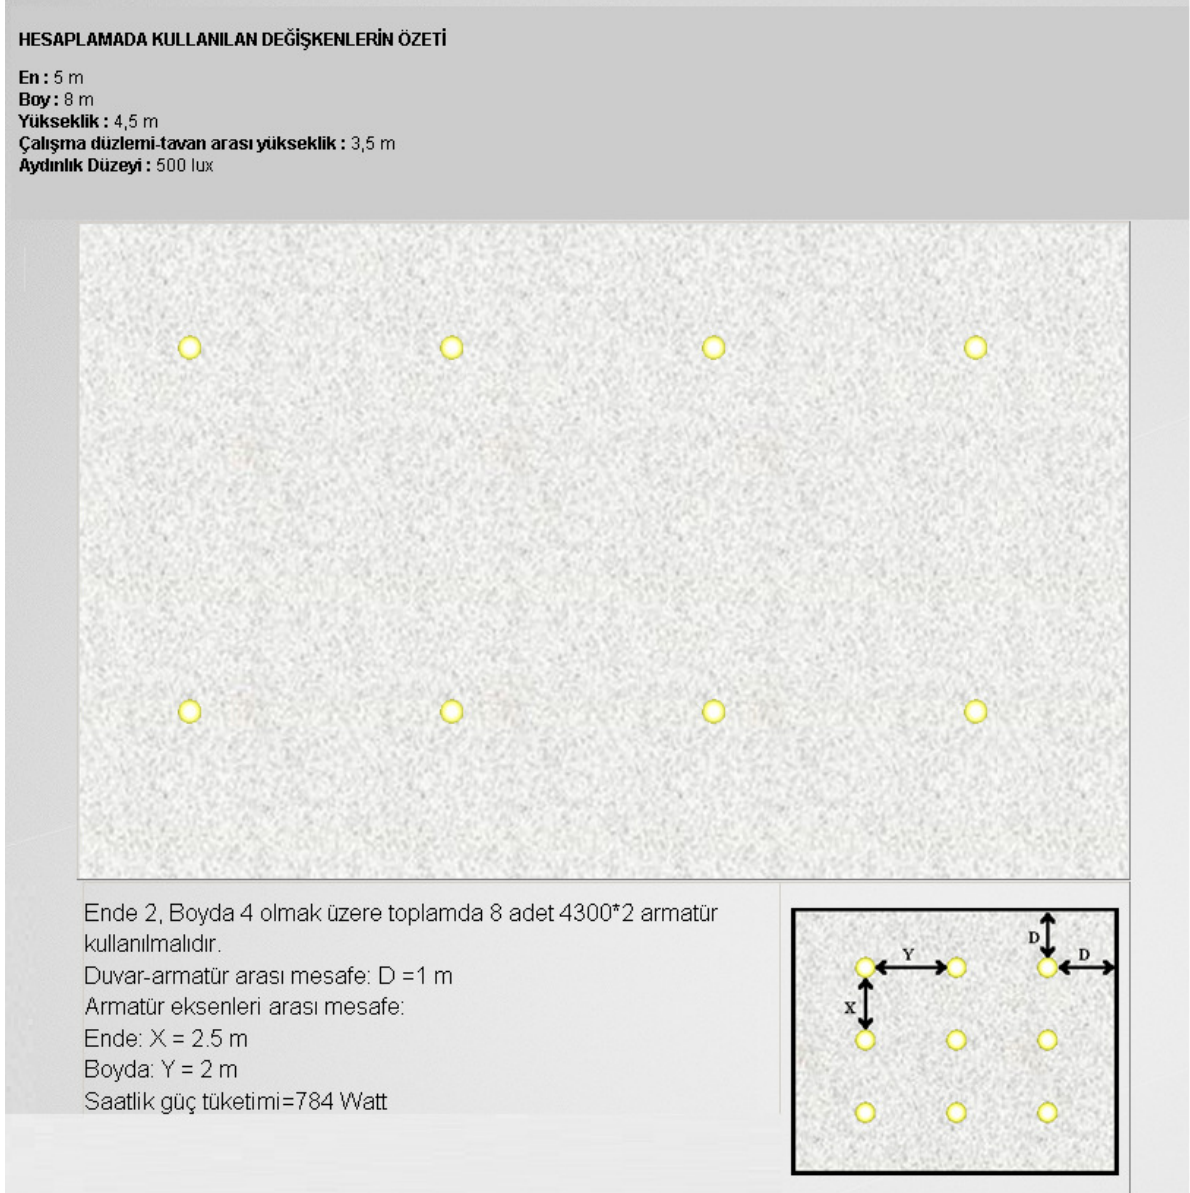 HESAPLAMADA KULLANILAN DEĞİŞKENLERİN ÖZETİ
En : 5 m
Boy : 8 m
Yükseklik : 4,5 m
Çalışma düzlemi-tavan arası yükseklik : 3,5 m
Aydınlık Düzeyi : 500 lux
Ende 2, Boyda 4 olmak üzere toplamda 8 adet 4300*2 armatür
kullanılmalıdır.
Duvar-armatür arası mesafe: D =1 m
Armatür eksenleri arası mesafe:
Ende: X = 2.5 m
Boyda: Y = 2 m
Saatlik güç tüketimi=784 Watt
D
Y
D
X